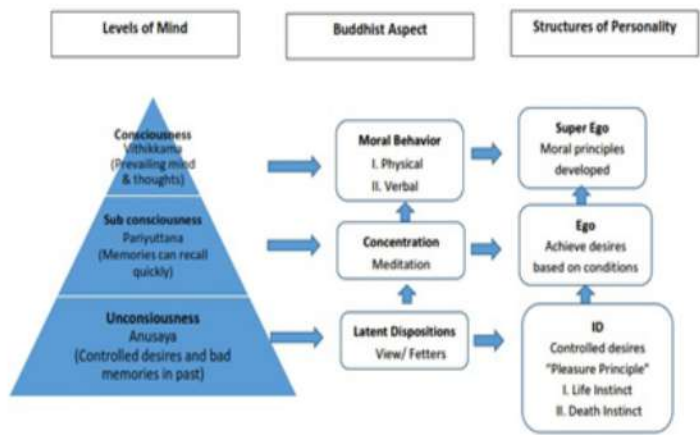 Levels of Mind
Buddhist Aspect
Structures of Personality
Consciousness
Vithikkama
(Prevailing mind
& thoughts)
Moral Behavior
I. Physical
II. Verbal
Super Ego
Moral principles
developed
Sub consciousness
Pariyuttana
(Memories can recall
quickly)
Concentration
Meditation
Ego
Achieve desires
based on conditions
Unconsiousness
Anusaya
(Controlled desires and bad
memories in past)
Latent Dispositions
View/ Fetters
ID
Controlled desires
"Pleasure Principle"
I. Life Instinct
II. Death Instinct